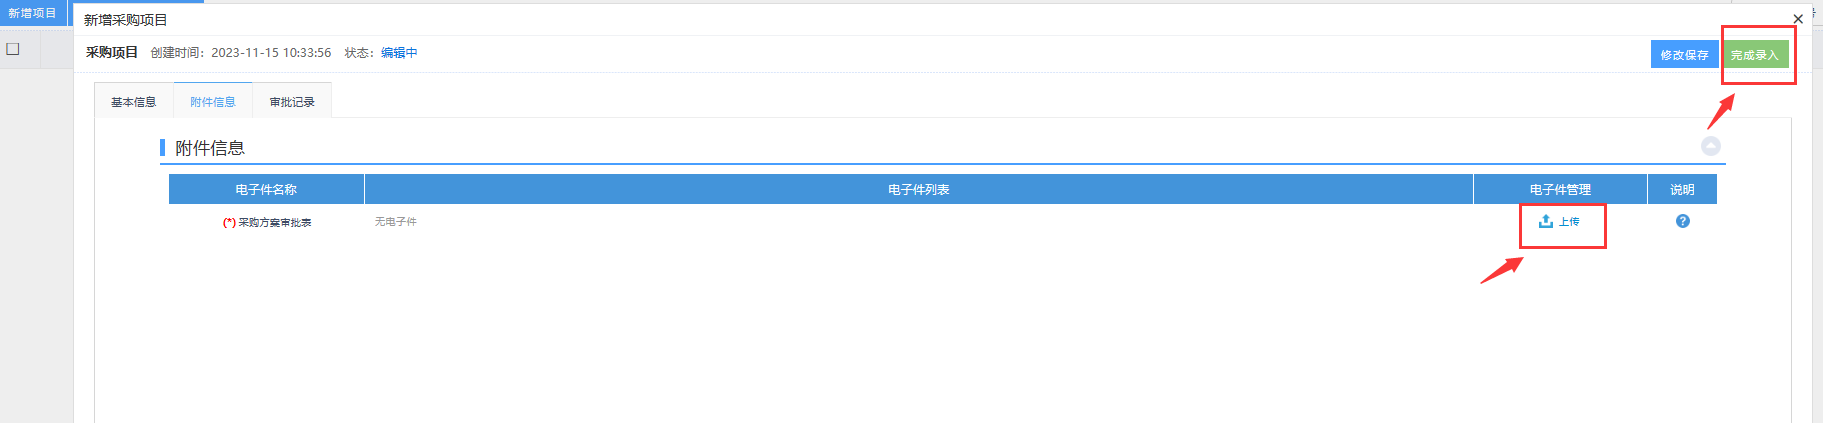 新增项目
新增采购项目
采购项目 创建时间：2023-11-15 10:33:56 状态：编辑中
修改保存 完成录入
基本信息 附件信息 审批记录
附件信息
电子件名称 电子件列表 电子件管理 说明
(*) 采购方案审批表 无电子件 上传 ?